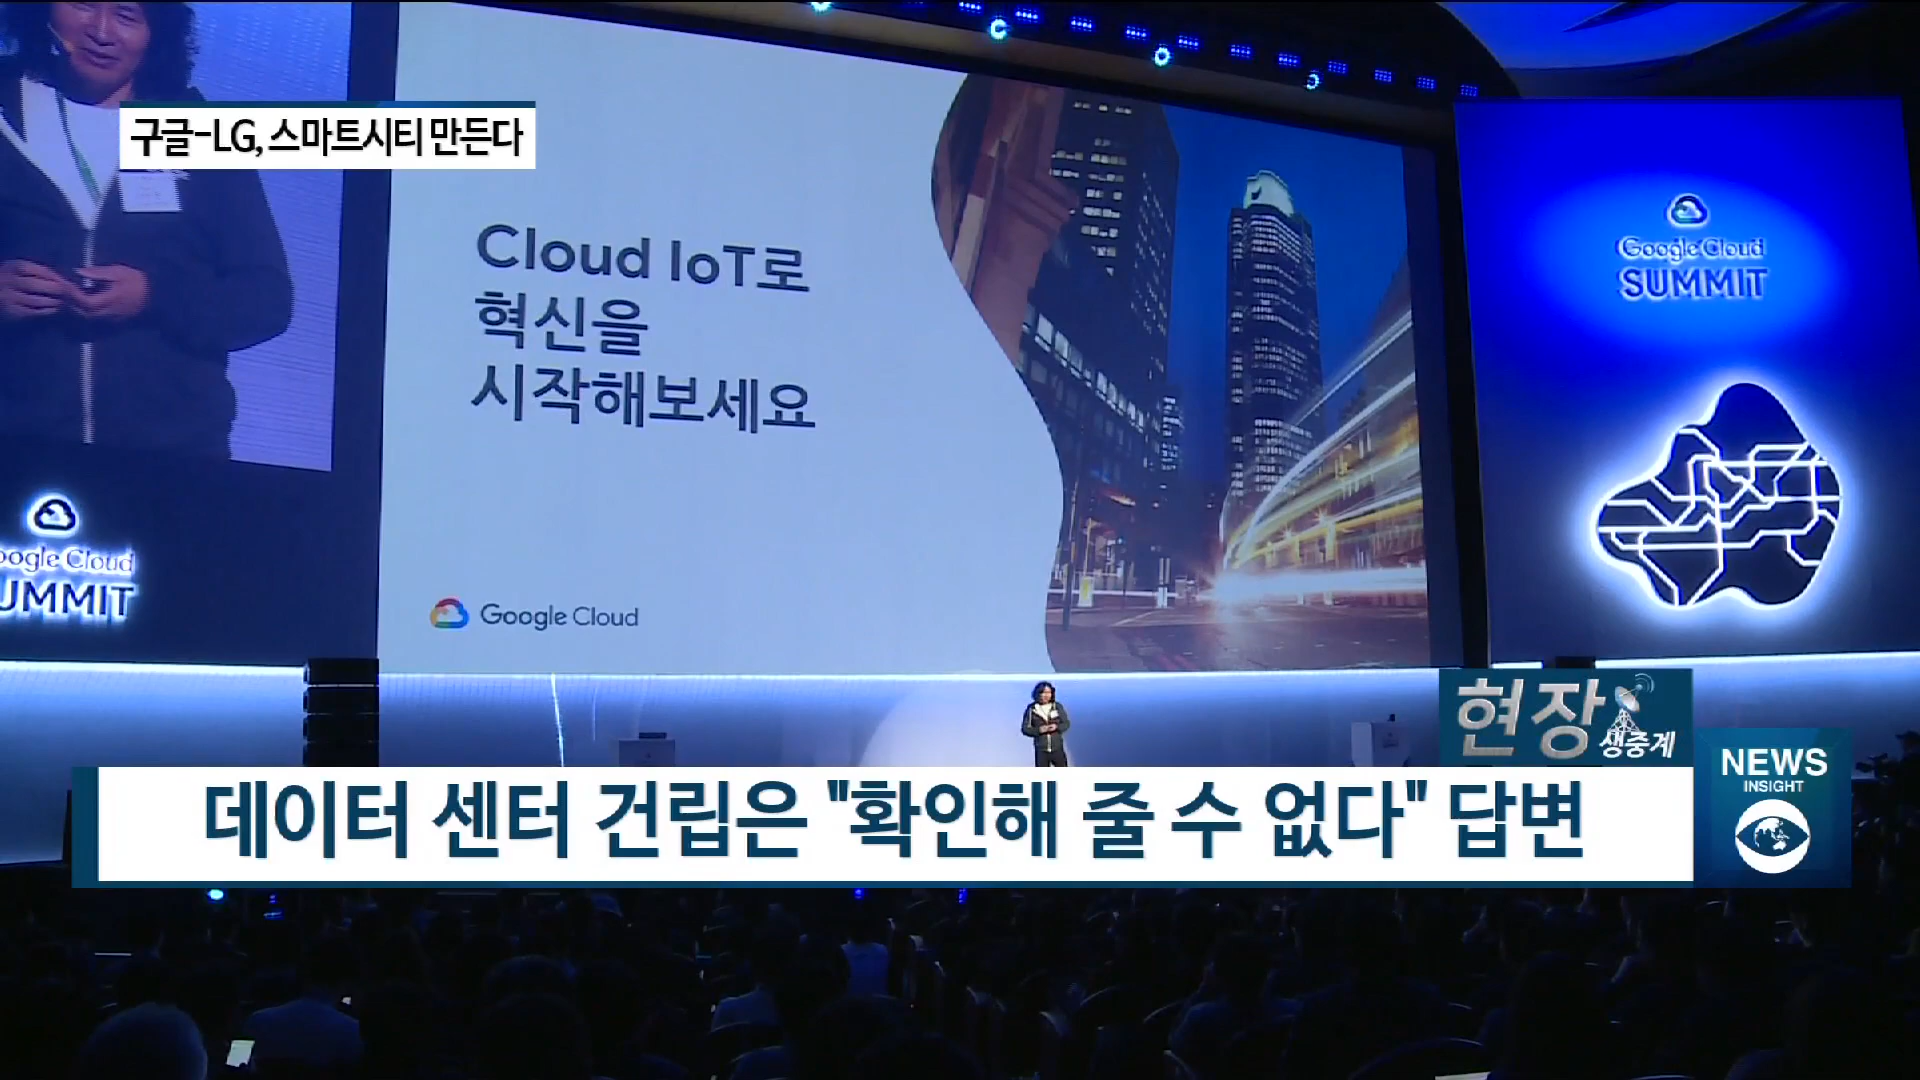 구글-LG, 스마트시티 만든다
Cloud IoT로
혁신을
시작해보세요
Google Cloud
Google Cloud
SUMMIT
oogle Cloud
UMMIT
현장
생중계
NEWS
INSIGHT
데이터 센터 건립은 "확인해 줄 수 없다" 답변